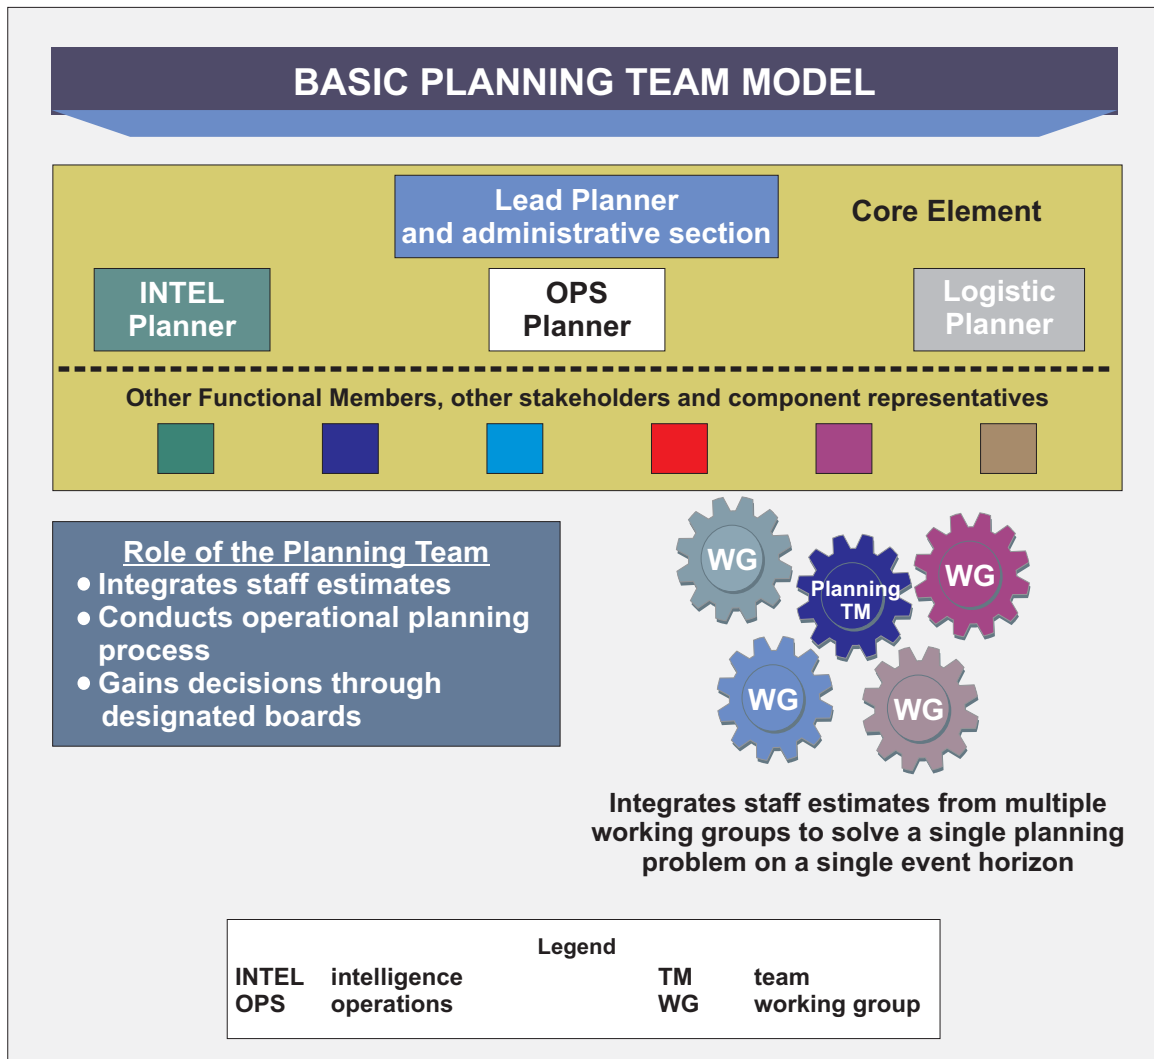 BASIC PLANNING TEAM MODEL
Lead Planner
and administrative section
Core Element
INTEL
Planner
OPS
Planner
Logistic
Planner
Other Functional Members, other stakeholders and component representatives
Role of the Planning Team
• Integrates staff estimates
• Conducts operational planning
process
• Gains decisions through
designated boards
WG
Planning
TM
WG
WG
WG
Integrates staff estimates from multiple
working groups to solve a single planning
problem on a single event horizon
Legend
INTEL intelligence
OPS operations
TM team
WG working group